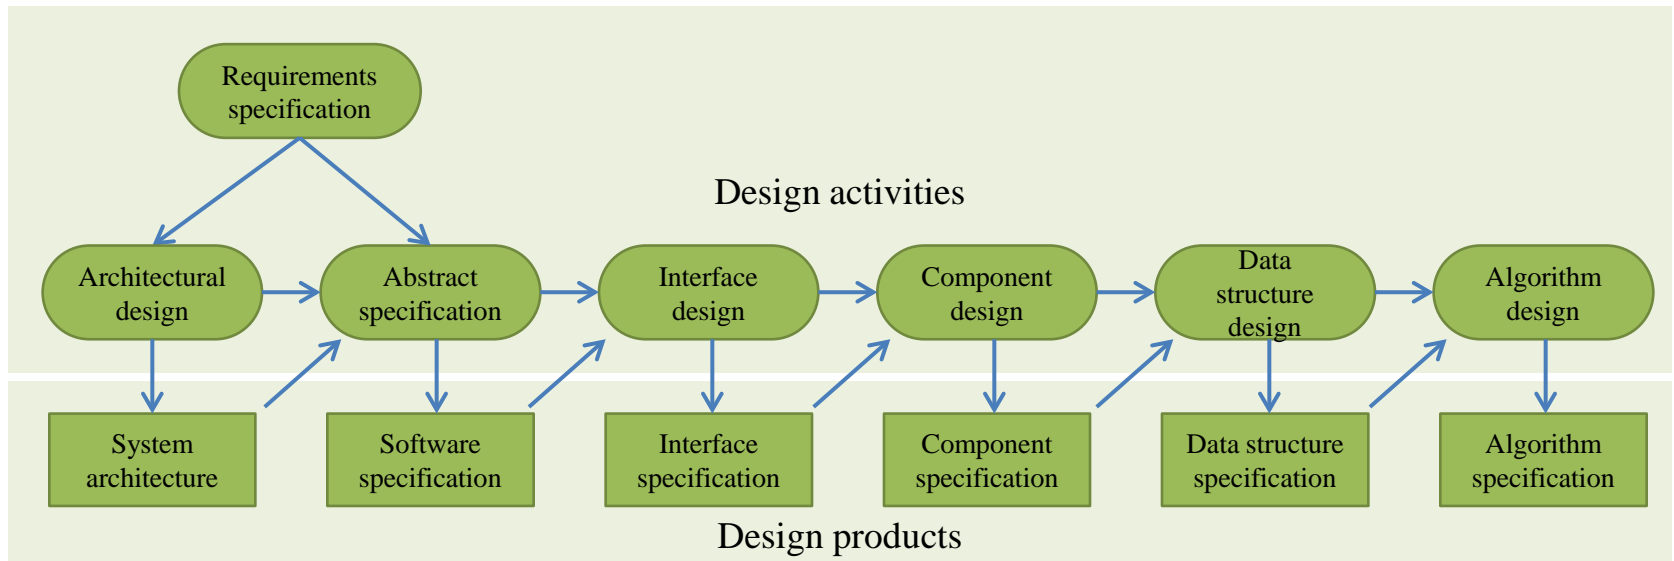 Requirements
specification
Design activities
Architectural
design
Abstract
specification
Interface
design
Component
design
Data
structure
design
Algorithm
design
System
architecture
Software
specification
Interface
specification
Component
specification
Data structure
specification
Algorithm
specification
Design products